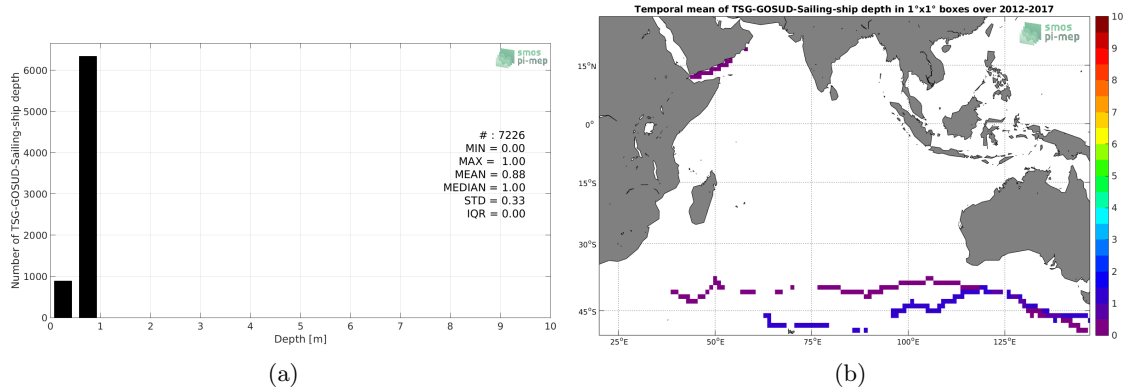 smos
pi-mep
Number of TSG-GOSUD-Sailing-ship depth
6000
5000
4000
3000
2000
1000
0
# : 7226
MIN = 0.00
MAX = 1.00
MEAN = 0.88
MEDIAN = 1.00
STD = 0.33
IQR = 0.00
0 1 2 3 4 5 6 7 8 9 10
Depth [m]
(a)
Temporal mean of TSG-GOSUD-Sailing-ship depth in 1°x1° boxes over 2012-2017
smos
pi-mep
15°N
0°
15°S
30°S
45°S
25°E 50°E 75°E 100°E 125°E
10
9
8
7
6
5
4
3
2
1
0
(b)